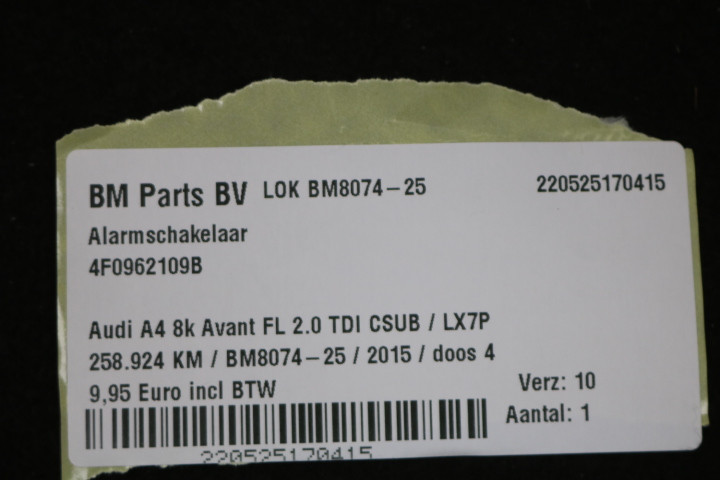 BM Parts BV LOK BM8074-25 220525170415
Alarmschakelaar
4F0962109B
Audi A4 8k Avant FL 2.0 TDI CSUB / LX7P
258.924 KM / BM8074-25 / 2015 / doos 4
9,95 Euro incl BTW Verz: 10
Aantal: 1
220525170415